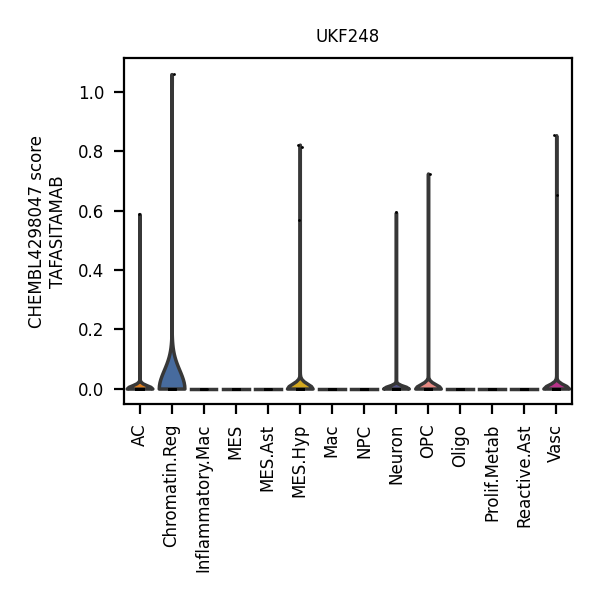 UKF248
CHEMBL4298047 score
TAFASITAMAB
1.0
0.8
0.6
0.4
0.2
0.0
AC
Chromatin.Reg
Inflammatory.Mac
MES
MES.Ast
MES.Hyp
Mac
NPC
Neuron
OPC
Oligo
Prolif.Metab
Reactive.Ast
Vasc